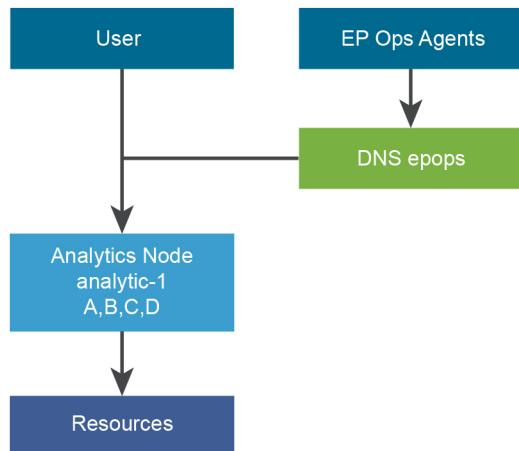 User
EP Ops Agents
DNS epops
Analytics Node
analytic-1
A,B,C,D
Resources